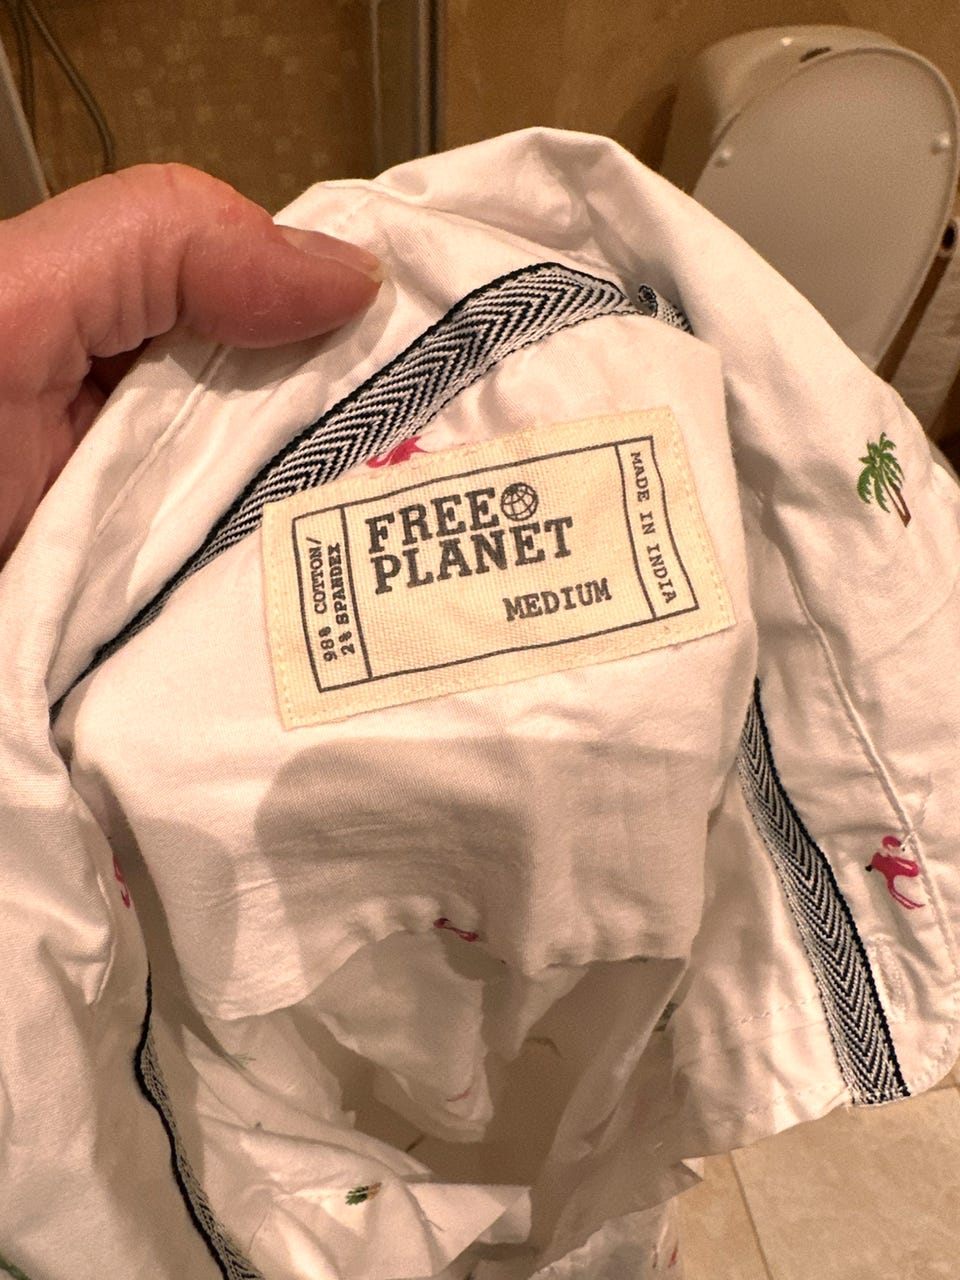 98% COTTON/
2% SPANDEX
FREE
PLANET
MEDIUM
MADE IN INDIA